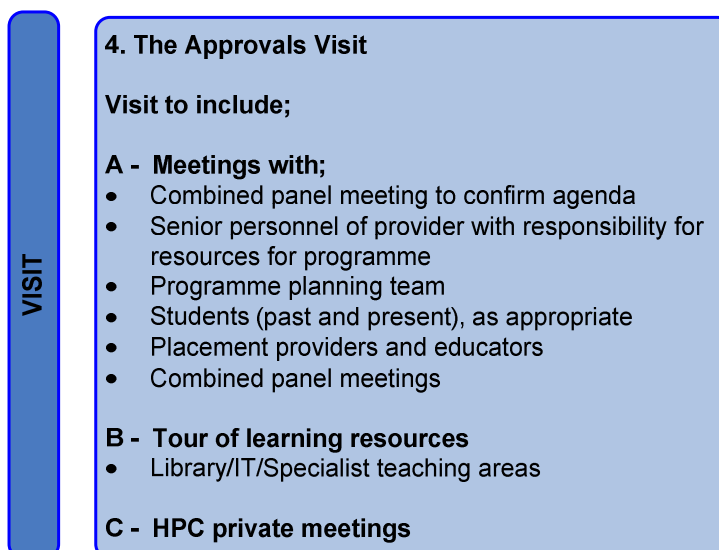 VISIT
4. The Approvals Visit
Visit to include;
A - Meetings with;
• Combined panel meeting to confirm agenda
• Senior personnel of provider with responsibility for
resources for programme
• Programme planning team
• Students (past and present), as appropriate
• Placement providers and educators
• Combined panel meetings
B - Tour of learning resources
• Library/IT/Specialist teaching areas
C - HPC private meetings